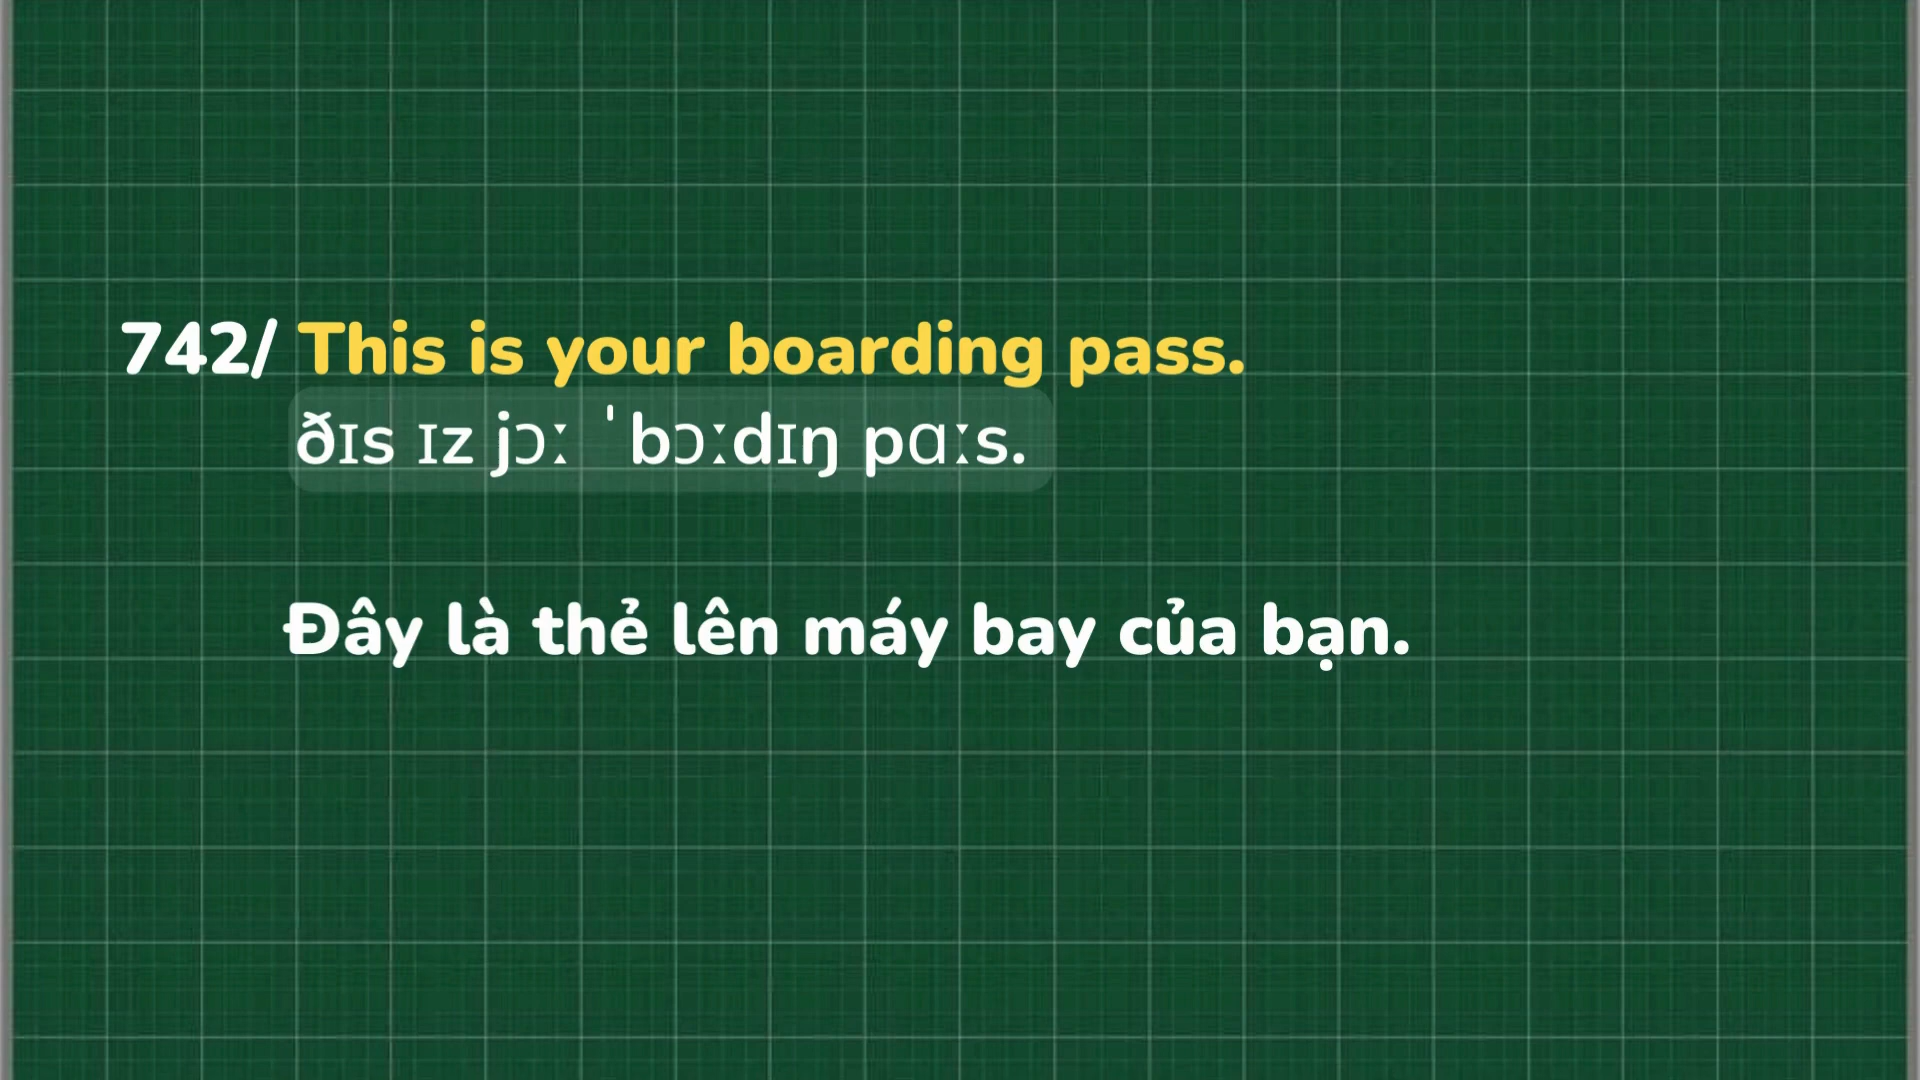 742/ This is your boarding pass.
ðɪs ɪz jɔː ˈbɔːdɪŋ pɑːs.
Đây là thẻ lên máy bay của bạn.